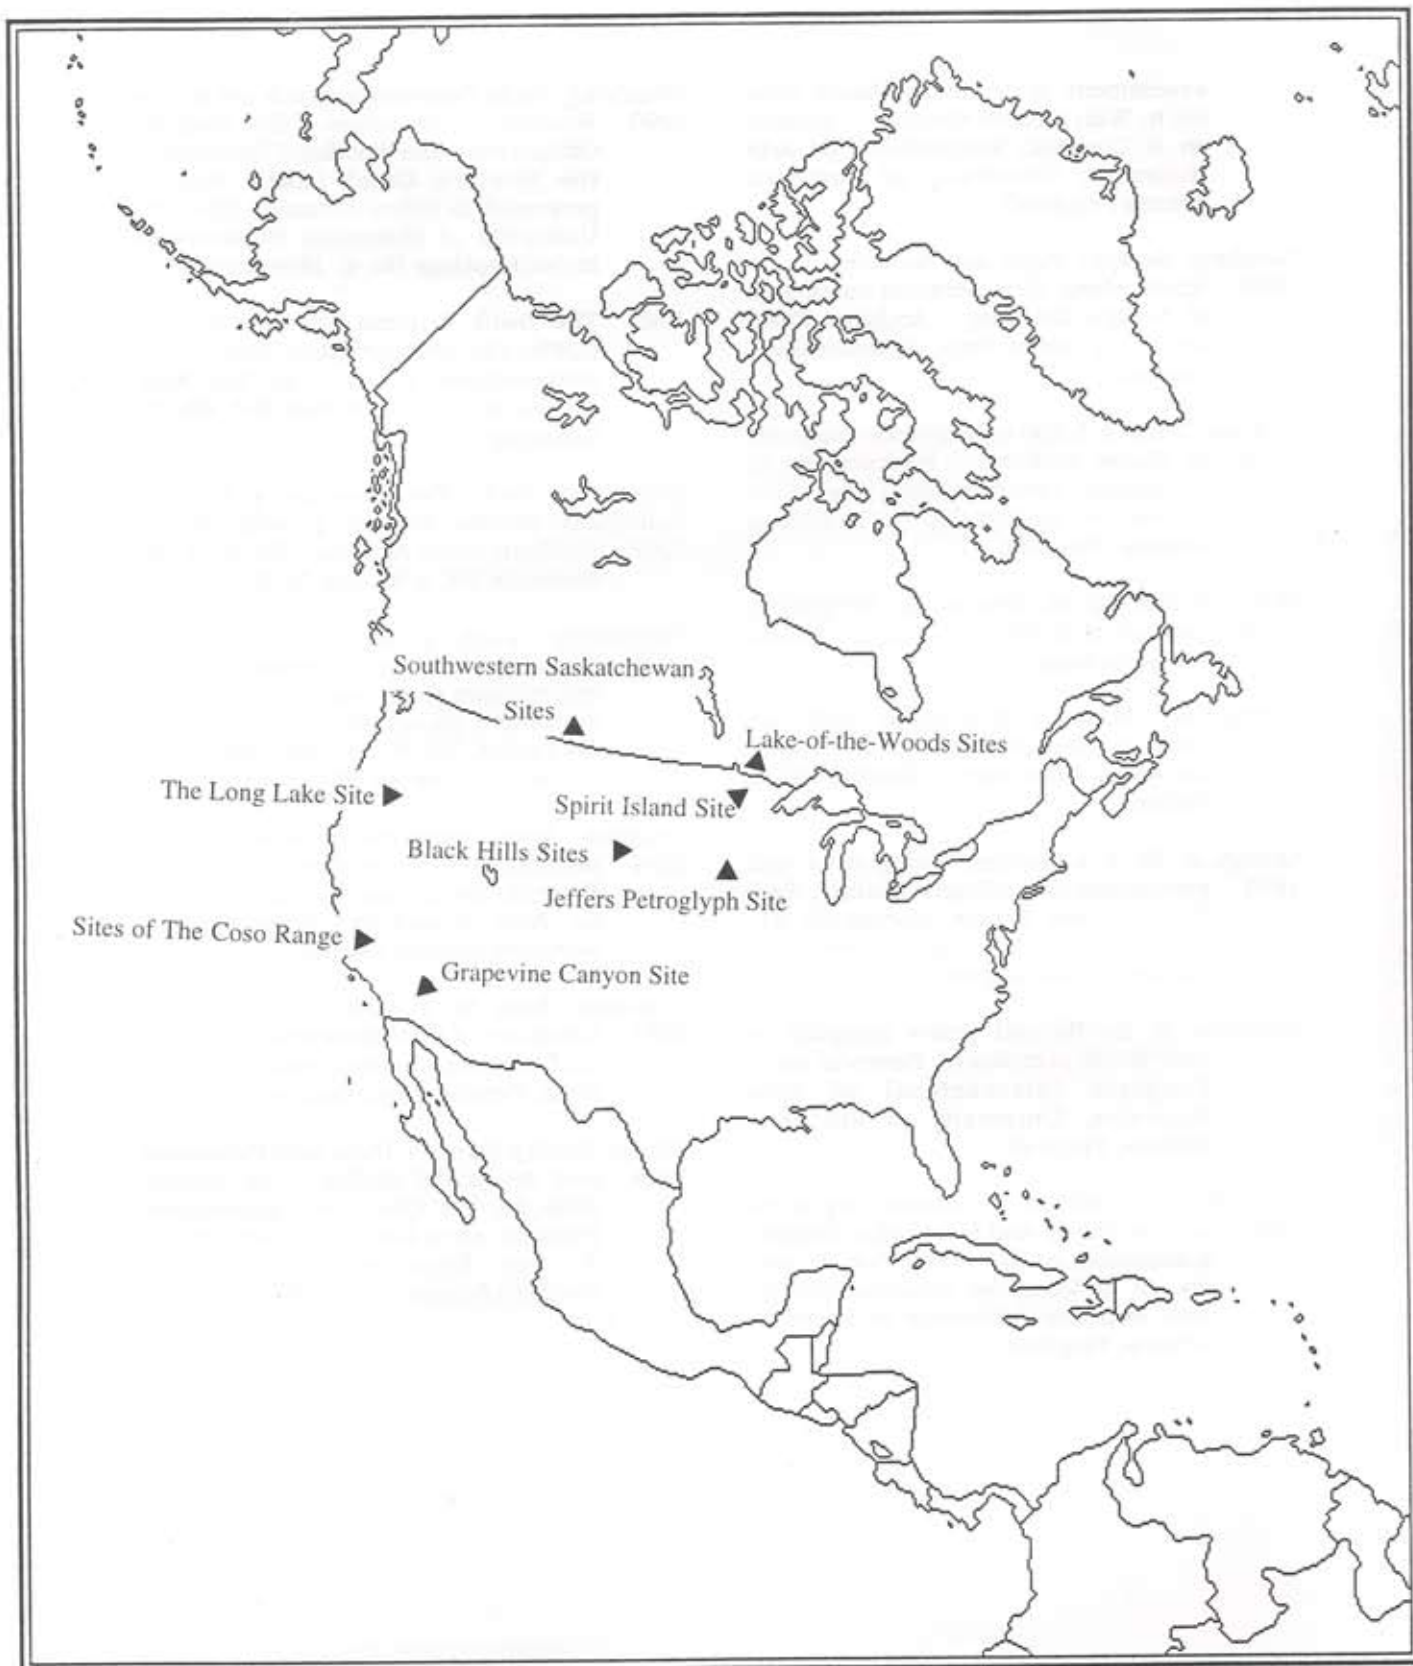 Southwestern Saskatchewan
Sites
Lake-of-the-Woods Sites
The Long Lake Site
Spirit Island Site
Black Hills Sites
Jeffers Petroglyph Site
Sites of The Coso Range
Grapevine Canyon Site